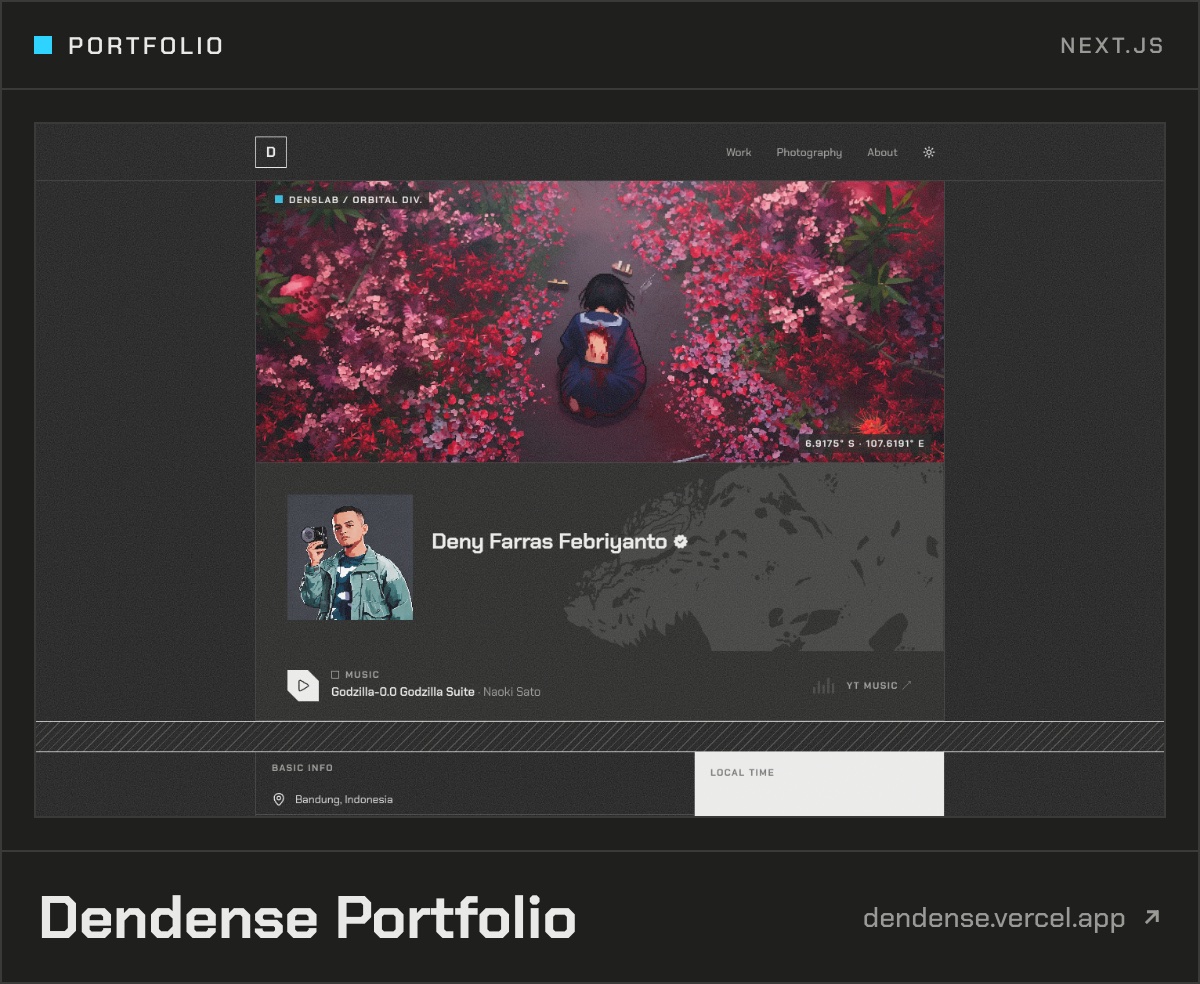 PORTFOLIO
NEXT.JS
D
Work
Photography
About
DENSLAB / ORBITAL DIV.
6.9175° S · 107.6191° E
Deny Farras Febriyanto
MUSIC
Godzilla-0.0 Godzilla Suite · Naoki Sato
YT MUSIC
BASIC INFO
LOCAL TIME
Bandung, Indonesia
Dendense Portfolio
dendense.vercel.app